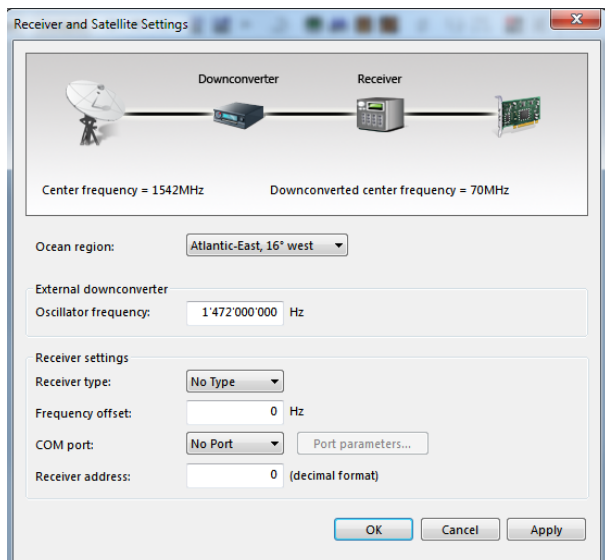 Receiver and Satellite Settings
Downconverter Receiver
Center frequency = 1542MHz Downconverted center frequency = 70MHz
Ocean region: Atlantic-East, 16° west
External downconverter
Oscillator frequency: 1'472'000'000 Hz
Receiver settings
Receiver type: No Type
Frequency offset: 0 Hz
COM port: No Port Port parameters...
Receiver address: 0 (decimal format)
OK Cancel Apply